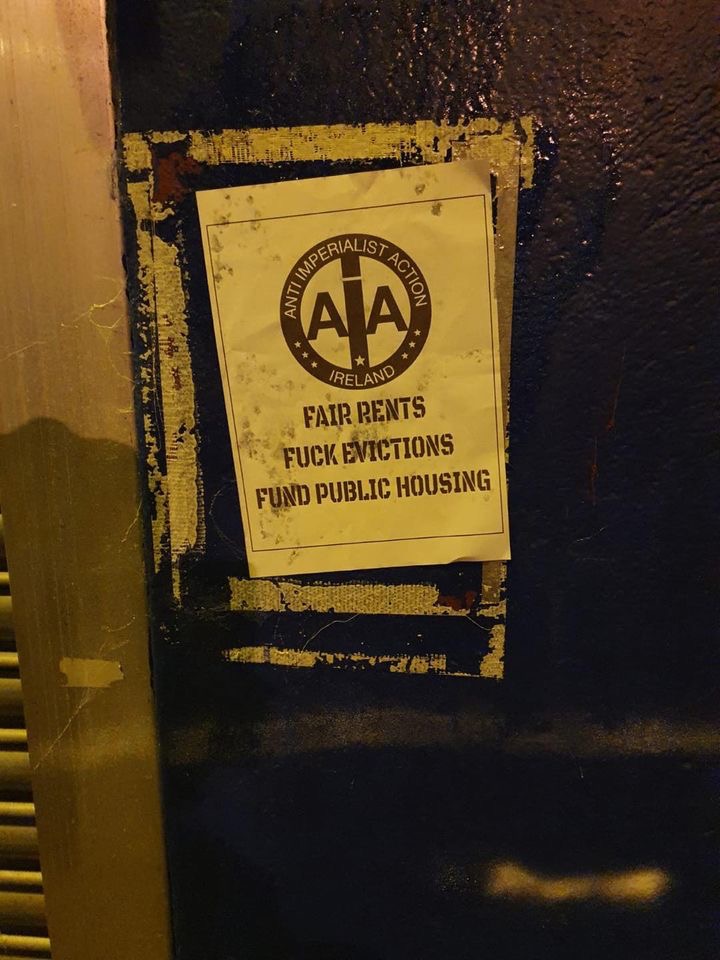 ANTI IMPERIALIST ACTION
AIA
IRELAND
FAIR RENTS
FUCK EVICTIONS
FUND PUBLIC HOUSING